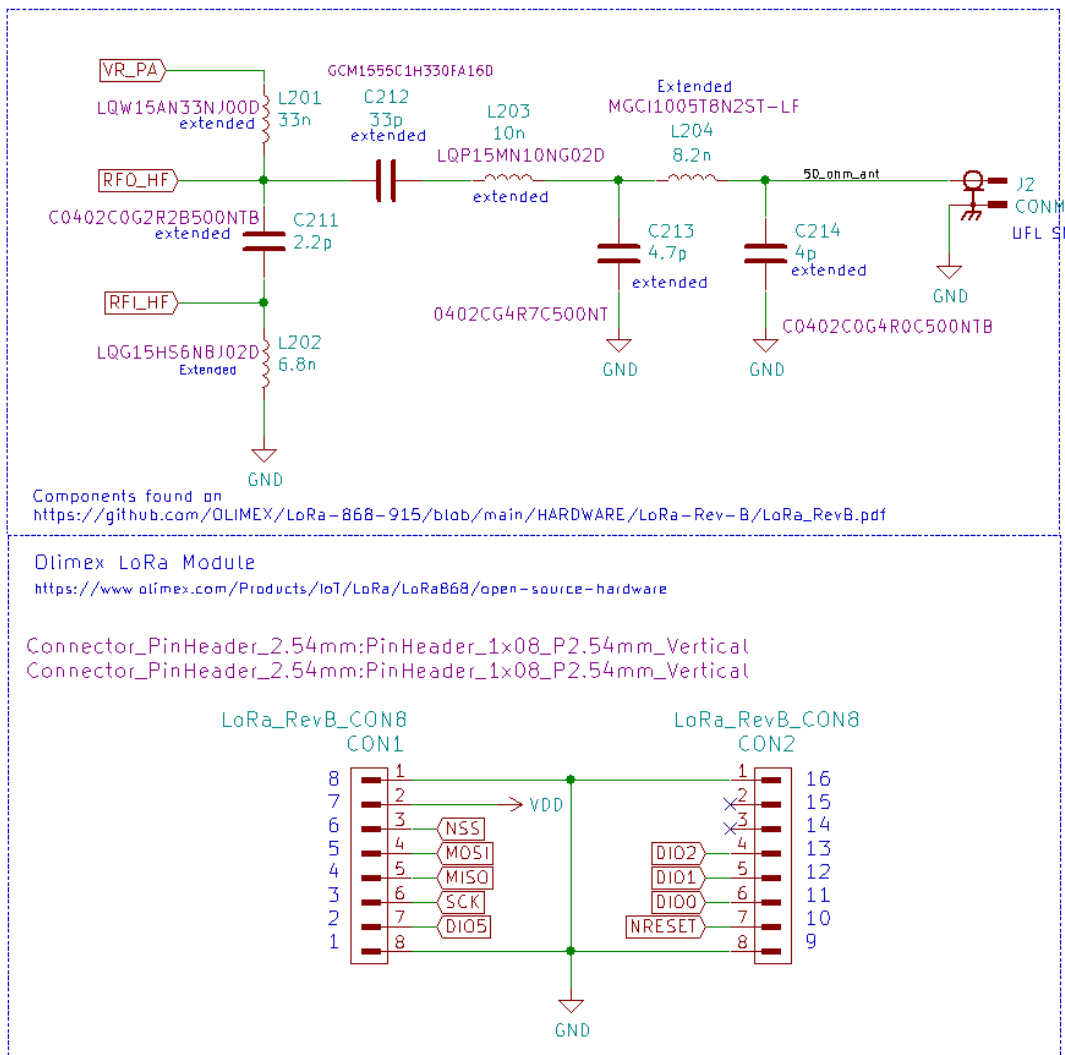 VR_PA
LQW15AN33NJ00D
extended
L201
33n
GCM1555C1H330FA16D
C212
33p
extended
L203
10n
LQP15MN10NG02D
extended
Extended
MGCI1005T8N2ST-LF
L204
8.2n
50_ohm_ant
J2
CONM
UFL S
RFO_HF
C0402C0G2R2B500NTB
extended
C211
2.2p
C213
4.7p
extended
0402CG4R7C500NT
GND
C214
4p
extended
C0402C0G4R0C500NTB
GND
GND
RFI_HF
LQG15HS6N8J02D
Extended
L202
6.8n
GND
Components found on
https://github.com/OLIMEX/LoRa-868-915/blob/main/HARDWARE/LoRa-Rev-B/LoRa_RevB.pdf
Olimex LoRa Module
https://www.olimex.com/Products/IoT/LoRa/LoRa868/open-source-hardware
Connector_PinHeader_2.54mm:PinHeader_1x08_P2.54mm_Vertical
Connector_PinHeader_2.54mm:PinHeader_1x08_P2.54mm_Vertical
LoRa_RevB_CON8
CON1
8 1
7 2 VDD
6 3 NSS
5 4 MOSI
4 5 MISO
3 6 SCK
2 7 DIO5
1 8
LoRa_RevB_CON8
CON2
1 16
2 15
3 14
DIO2 4 13
DIO1 5 12
DIO0 6 11
NRESET 7 10
8 9
GND